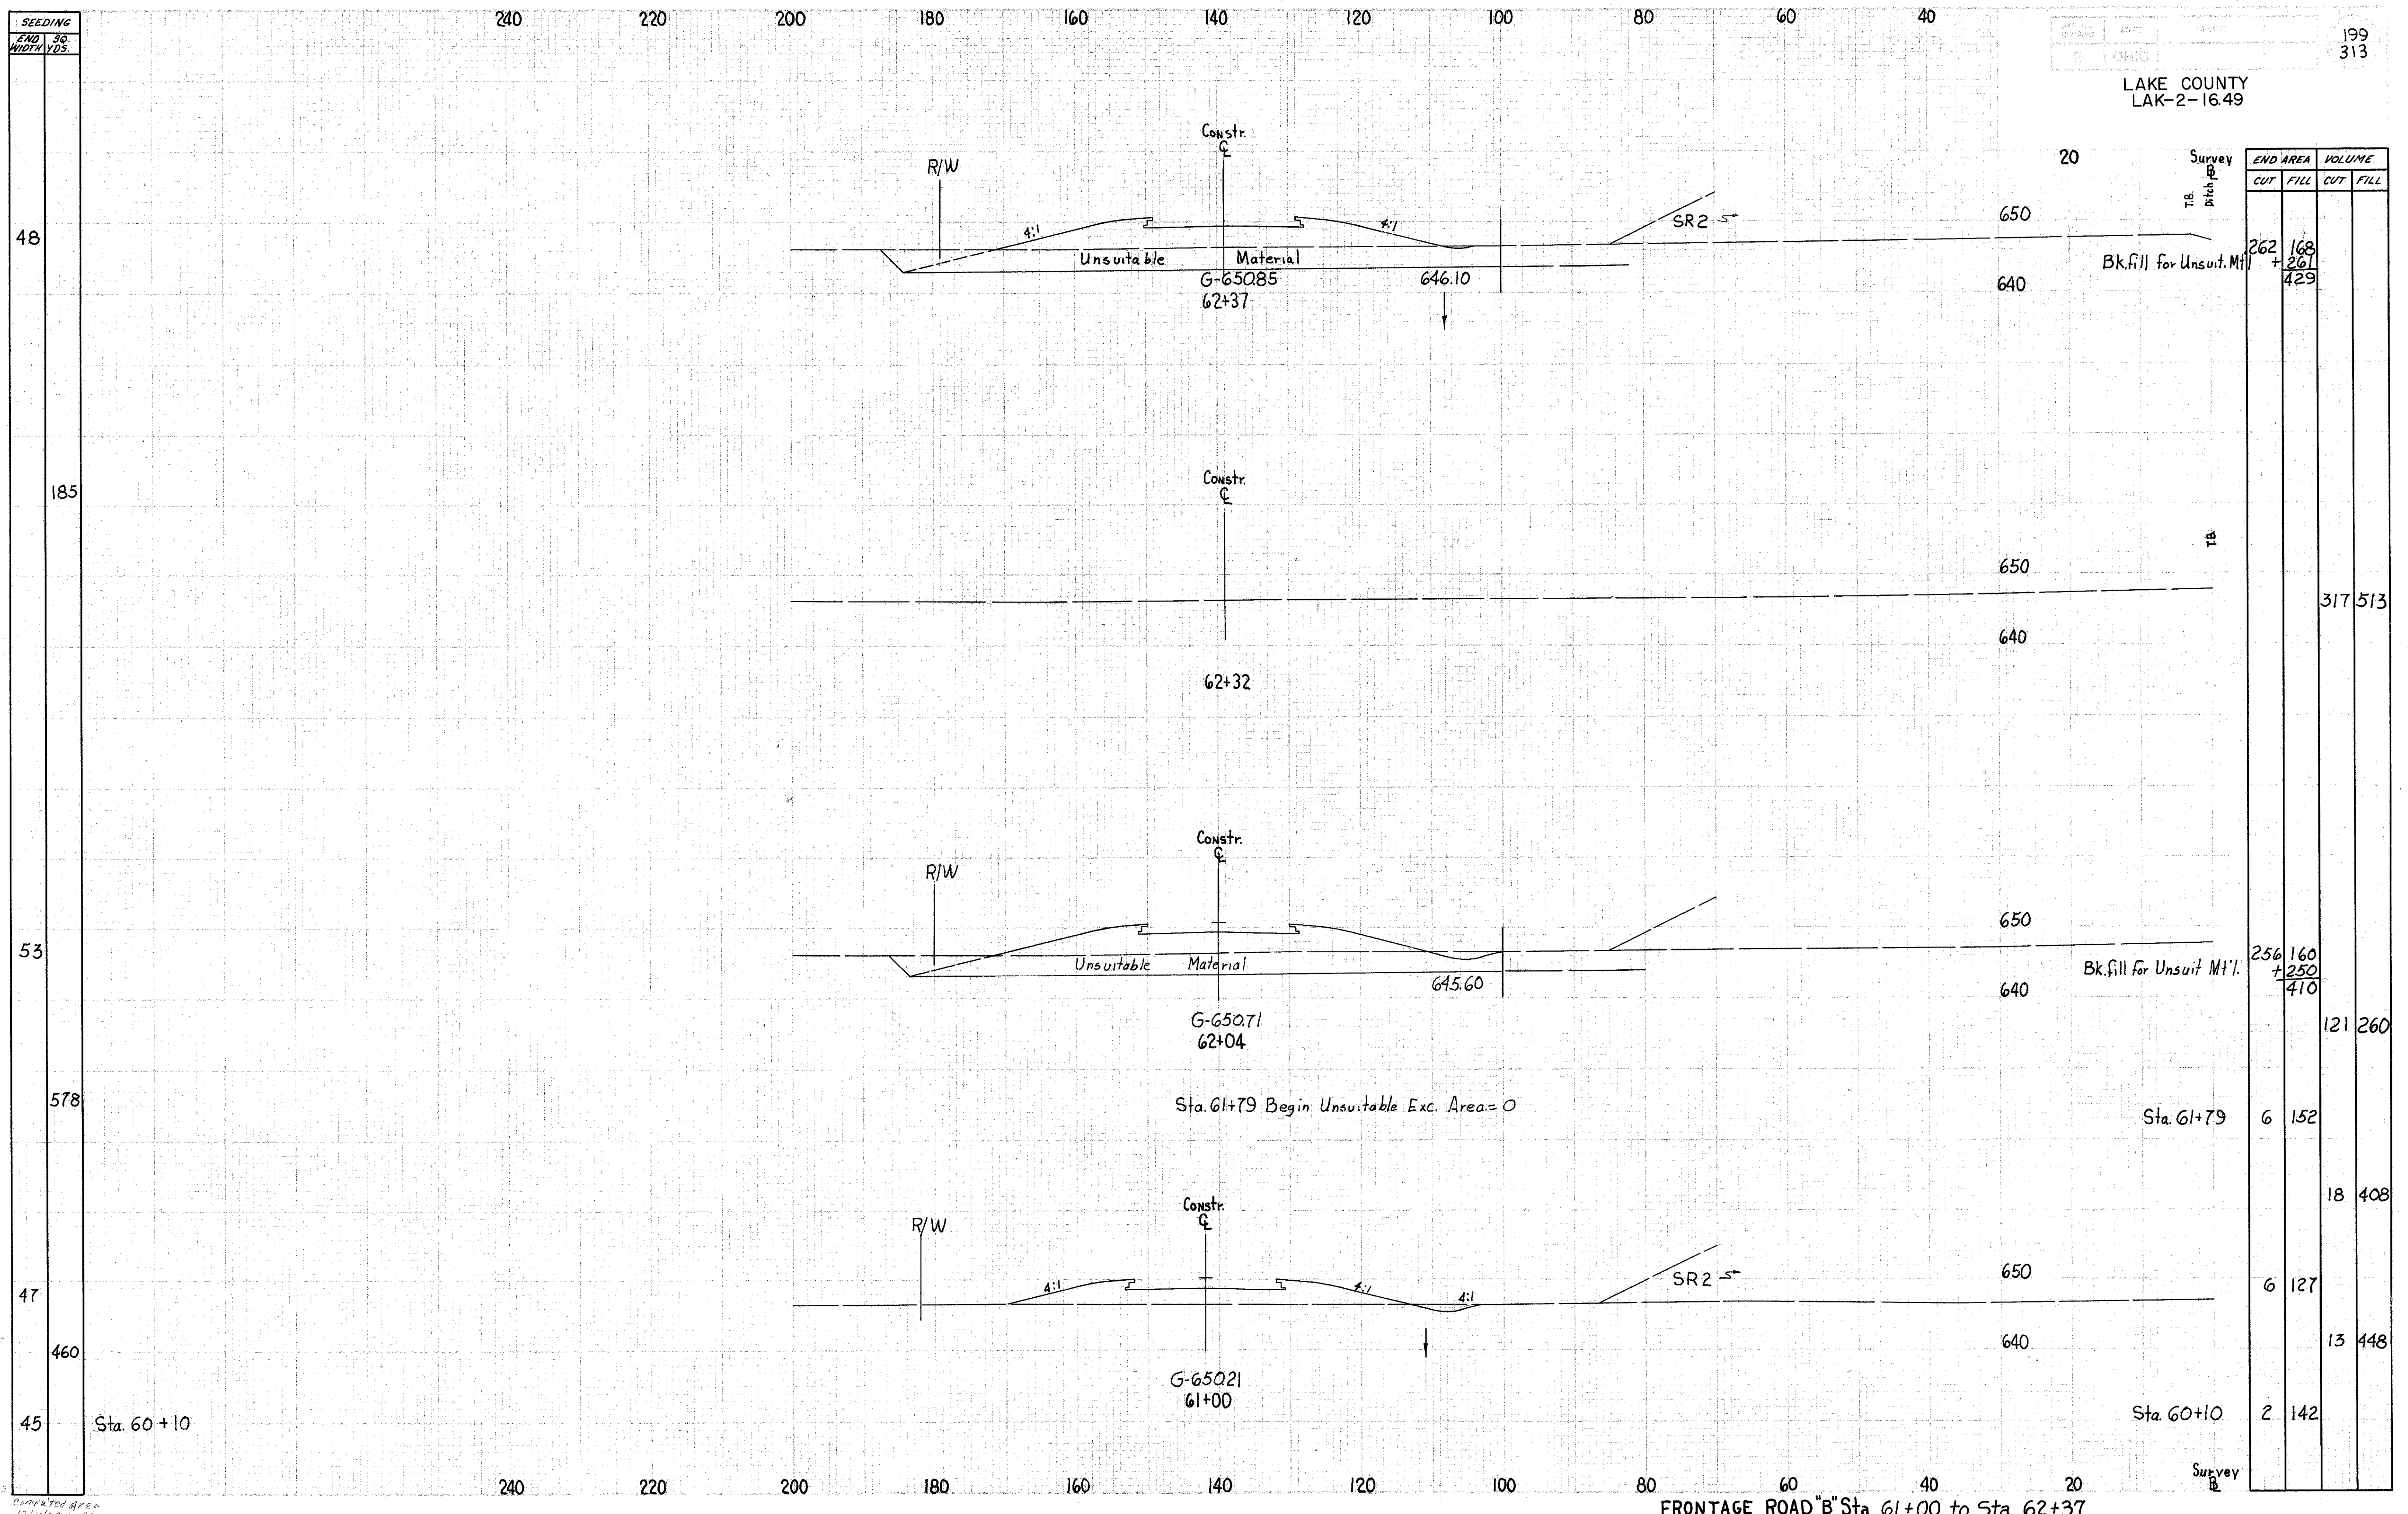 SEEDING
END WIDTH
SQ. YDS.
240 220 200 180 160 140 120 100 80 60 40
OHIO
199
313
LAKE COUNTY
LAK-2-16.49
20
Survey
END AREA VOLUME
CUT FILL CUT FILL
T.B.
Ditch
Constr.
℄
R/W
4:1
4:1
SR2
650
48
Unsuitable Material
262 168
Bk.fill for Unsuit. Mt'l + 261
429
G-650.85
646.10
640
62+37
185
Constr.
℄
T.B.
650
317 513
640
62+32
Constr.
℄
R/W
650
53
Unsuitable Material
256 160
Bk.fill for Unsuit Mt'l. +250
410
645.60
640
G-650.71
62+04
121 260
578
Sta. 61+79 Begin Unsuitable Exc. Area.= 0
Sta. 61+79 6 152
18 408
Constr.
℄
R/W
4:1
4:1
4:1
SR2
650
47
6 127
640
13 448
460
G-650.21
61+00
45
Sta. 60+10
Sta. 60+10 2 142
Survey
240 220 200 180 160 140 120 100 80 60 40 20
Computed Area
FRONTAGE ROAD "B" Sta. 61+00 to Sta. 62+37